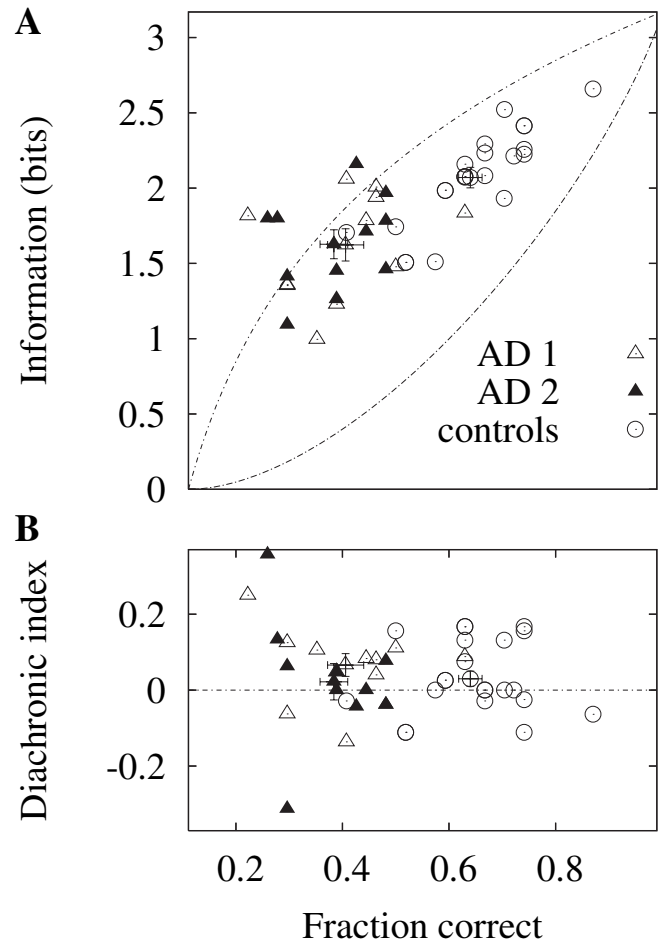 A
Information (bits)
3
2.5
2
1.5
1
0.5
0
AD 1
AD 2
controls
B
Diachronic index
0.2
0
-0.2
0.2 0.4 0.6 0.8
Fraction correct